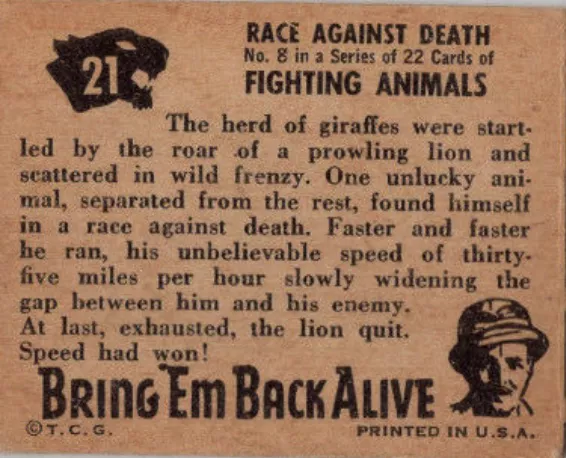 21
RACE AGAINST DEATH
No. 8 in a Series of 22 Cards of
FIGHTING ANIMALS
The herd of giraffes were start-
led by the roar of a prowling lion and
scattered in wild frenzy. One unlucky ani-
mal, separated from the rest, found himself
in a race against death. Faster and faster
he ran, his unbelievable speed of thirty-
five miles per hour slowly widening the
gap between him and his enemy.
At last, exhausted, the lion quit.
Speed had won!
BRING 'EM BACK ALIVE
© T. C. G.
PRINTED IN U.S.A.